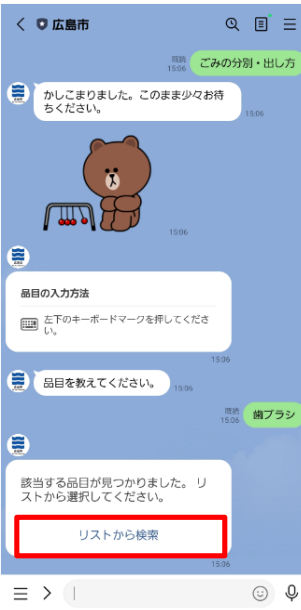 広島市
既読
15:06
ごみの分別・出し方
かしこまりました。このまま少々お待
ちください。
15:06
15:06
品目の入力方法
左下のキーボードマークを押してくださ
い。
15:06
品目を教えてください。
15:06
既読
15:06
歯ブラシ
該当する品目が見つかりました。 リ
ストから選択してください。
リストから検索
15:06